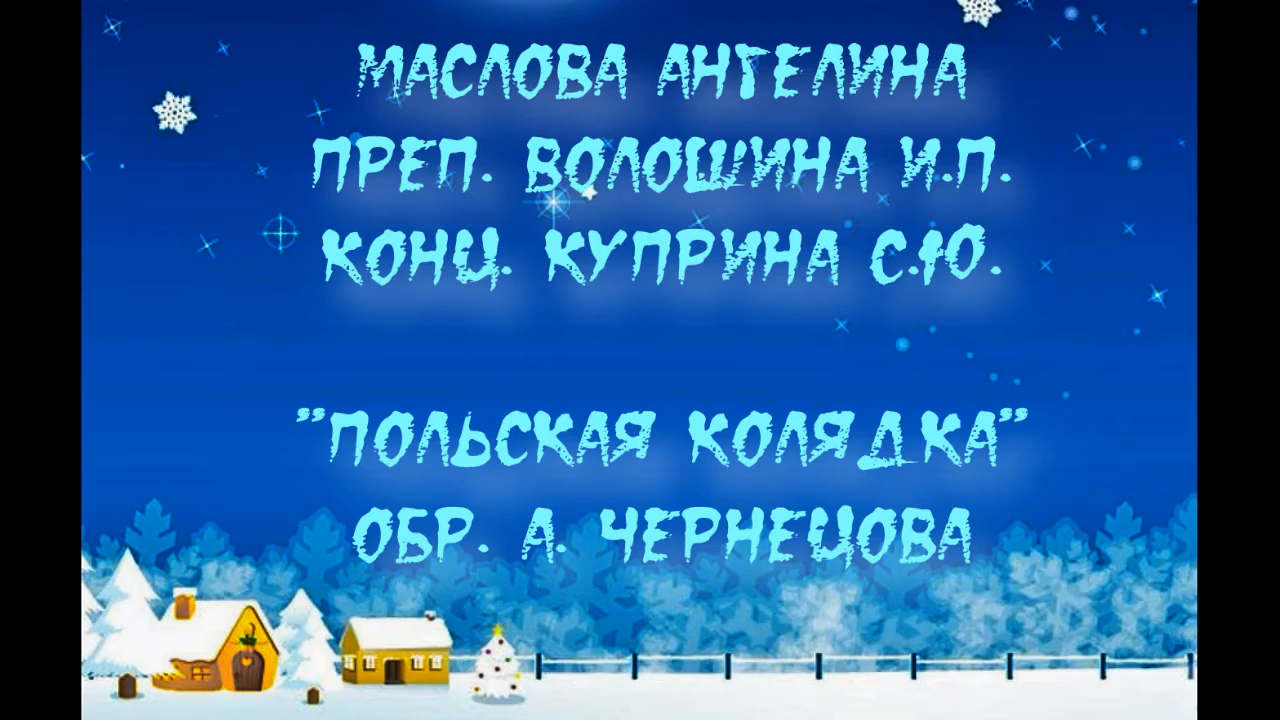 МАСЛОВА АНГЕЛИНА
ПРЕП. ВОЛОШИНА И.П.
КОНЦ. КУПРИНА С.Ю.
"ПОЛЬСКАЯ КОЛЯДКА"
ОБР. А. ЧЕРНЕЦОВА